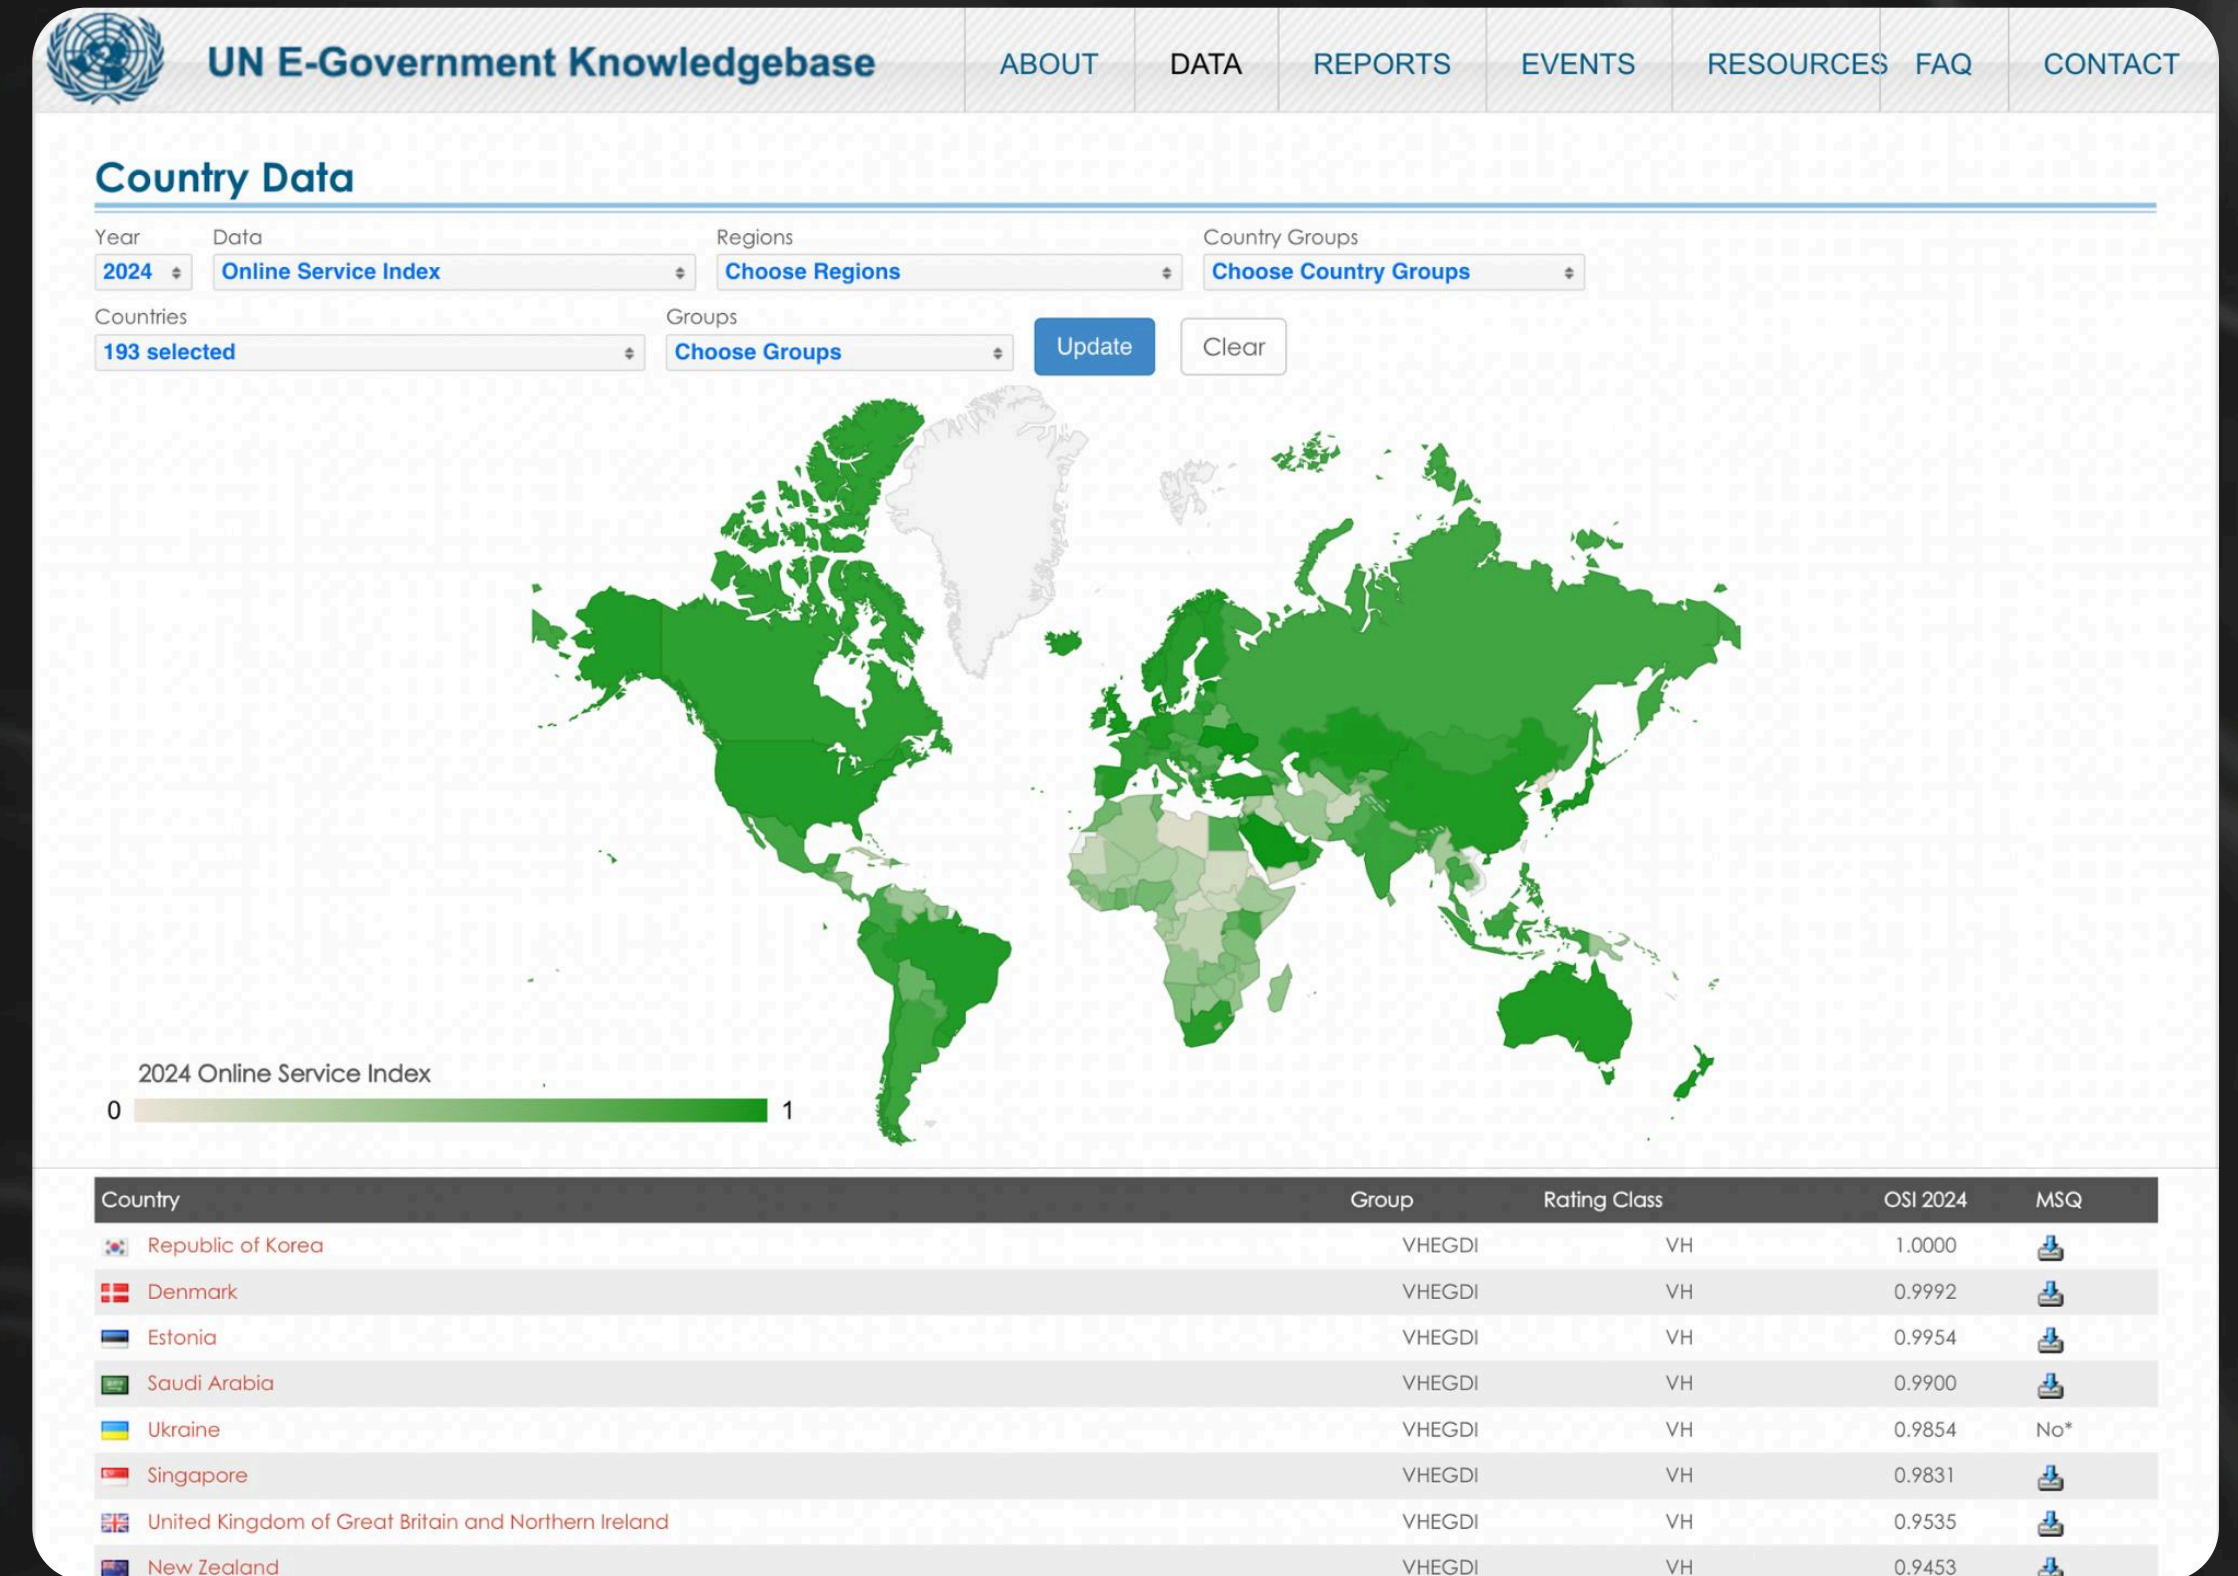 UN E-Government Knowledgebase
ABOUT DATA REPORTS EVENTS RESOURCES FAQ CONTACT
Country Data
Year Data Regions Country Groups
2024 Online Service Index Choose Regions Choose Country Groups
Countries Groups
193 selected Choose Groups Update Clear
2024 Online Service Index
0 1
Country Group Rating Class OSI 2024 MSQ
Republic of Korea VHEGDI VH 1.0000
Denmark VHEGDI VH 0.9992
Estonia VHEGDI VH 0.9954
Saudi Arabia VHEGDI VH 0.9900
Ukraine VHEGDI VH 0.9854 No*
Singapore VHEGDI VH 0.9831
United Kingdom of Great Britain and Northern Ireland VHEGDI VH 0.9535
New Zealand VHEGDI VH 0.9453